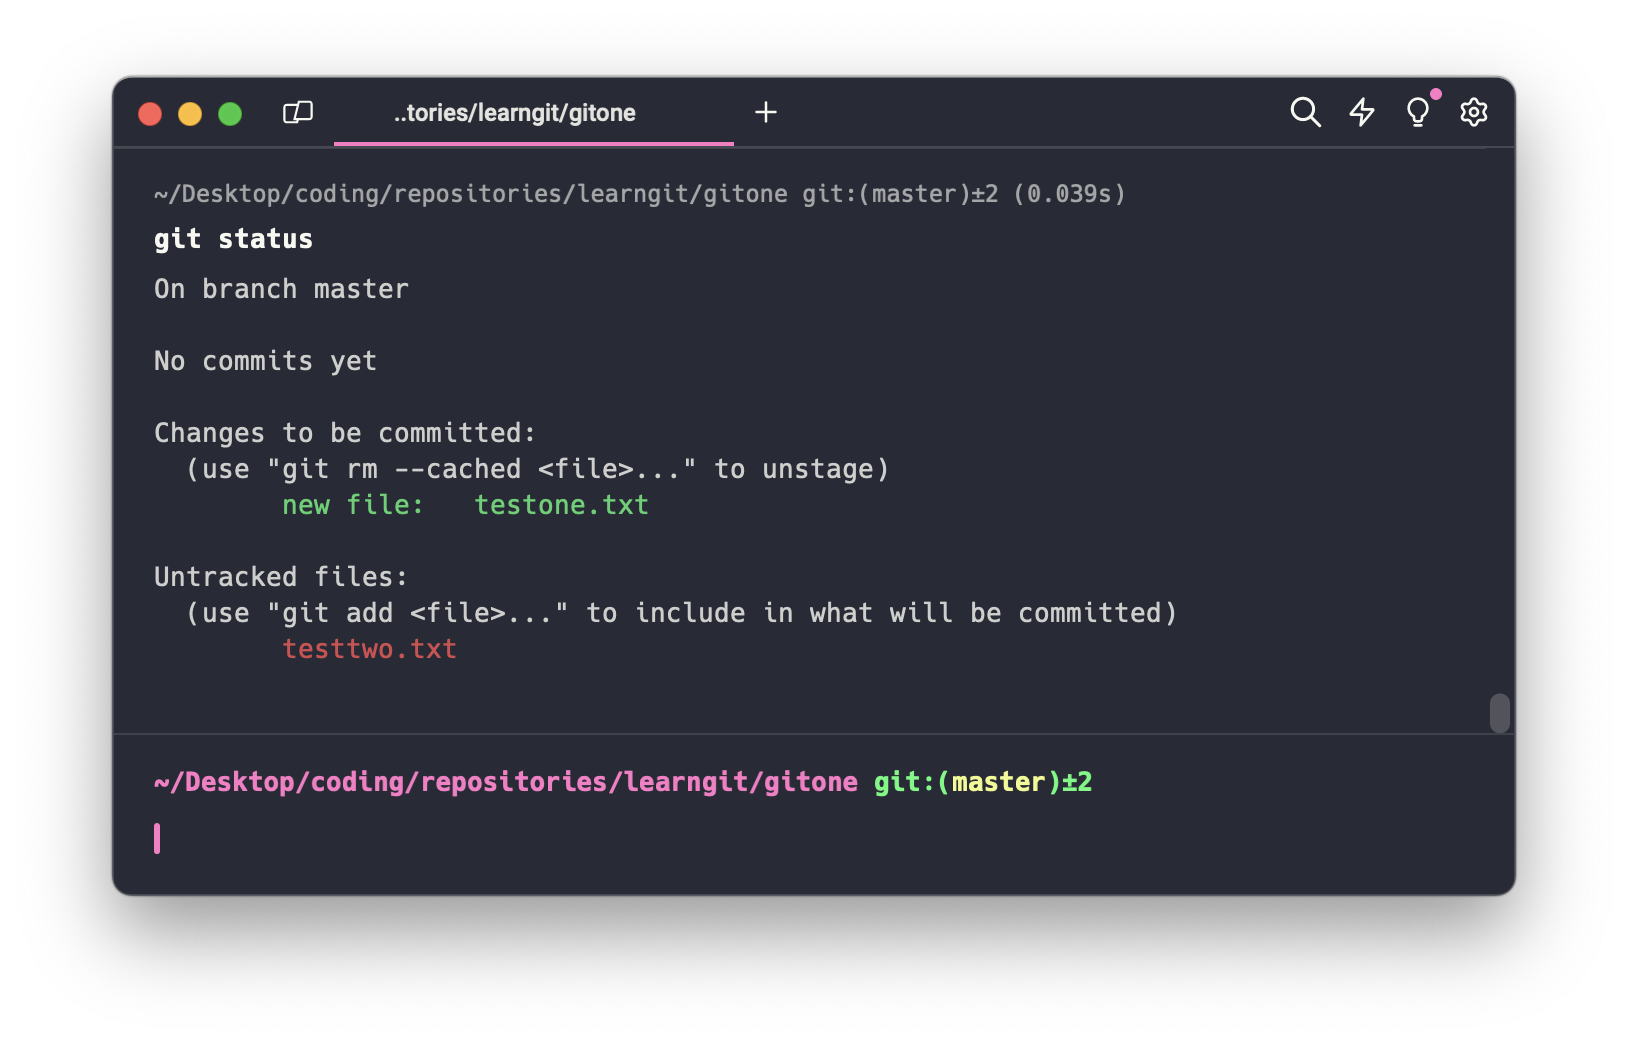 ..tories/learngit/gitone
~/Desktop/coding/repositories/learngit/gitone git:(master)±2 (0.039s)
git status
On branch master
No commits yet
Changes to be committed:
(use "git rm --cached <file>..." to unstage)
new file: testone.txt
Untracked files:
(use "git add <file>..." to include in what will be committed)
testtwo.txt
~/Desktop/coding/repositories/learngit/gitone git:(master)±2